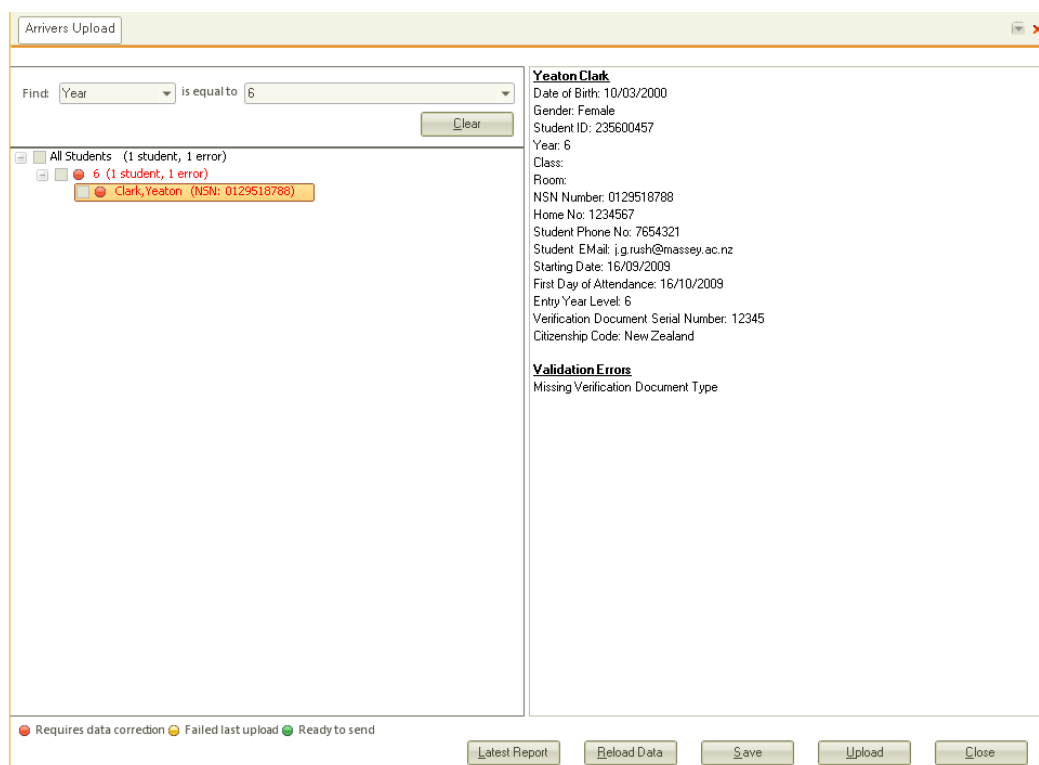 Arrivers Upload
Find: Year is equal to 6
Clear
All Students (1 student, 1 error)
6 (1 student, 1 error)
Clark,Yeaton (NSN: 0129518788)
Yeaton Clark
Date of Birth: 10/03/2000
Gender: Female
Student ID: 235600457
Year: 6
Class:
Room:
NSN Number: 0129518788
Home No: 1234567
Student Phone No: 7654321
Student EMail: j.g.rush@massey.ac.nz
Starting Date: 16/09/2009
First Day of Attendance: 16/10/2009
Entry Year Level: 6
Verification Document Serial Number: 12345
Citizenship Code: New Zealand
Validation Errors
Missing Verification Document Type
Requires data correction Failed last upload Ready to send
Latest Report Reload Data Save Upload Close